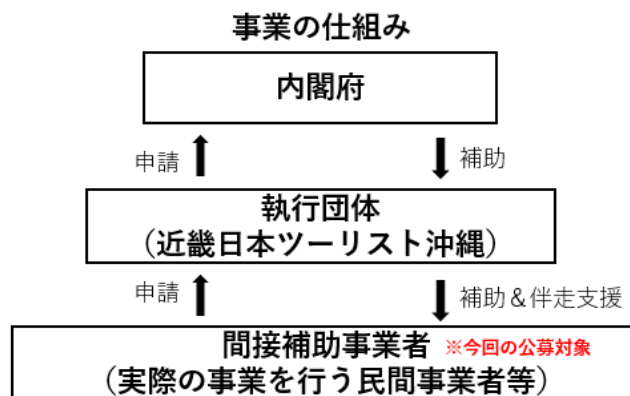 事業の仕組み
内閣府
申請 補助
執行団体
（近畿日本ツーリスト沖縄）
申請 補助＆伴走支援
間接補助事業者 ※今回の公募対象
（実際の事業を行う民間事業者等）